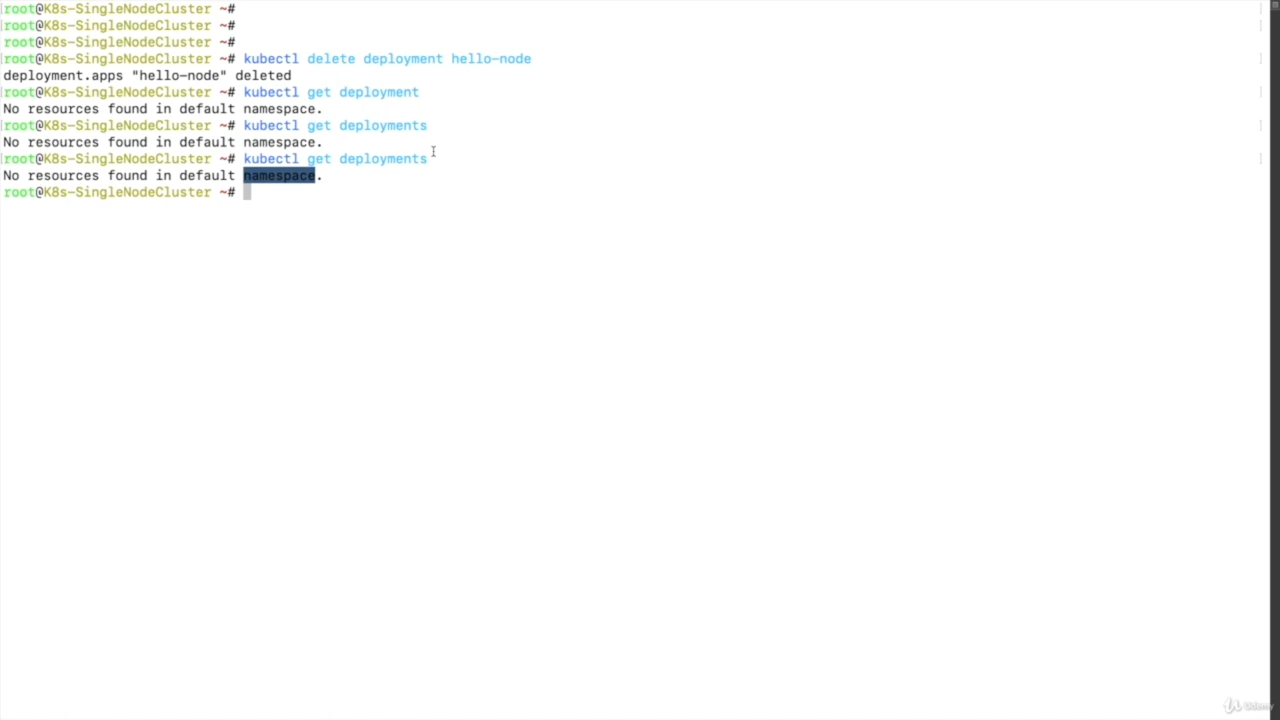 root@K8s-SingleNodeCluster ~#
root@K8s-SingleNodeCluster ~#
root@K8s-SingleNodeCluster ~#
root@K8s-SingleNodeCluster ~# kubectl delete deployment hello-node
deployment.apps "hello-node" deleted
root@K8s-SingleNodeCluster ~# kubectl get deployment
No resources found in default namespace.
root@K8s-SingleNodeCluster ~# kubectl get deployments
No resources found in default namespace.
root@K8s-SingleNodeCluster ~# kubectl get deployments
No resources found in default namespace.
root@K8s-SingleNodeCluster ~#
Udemy